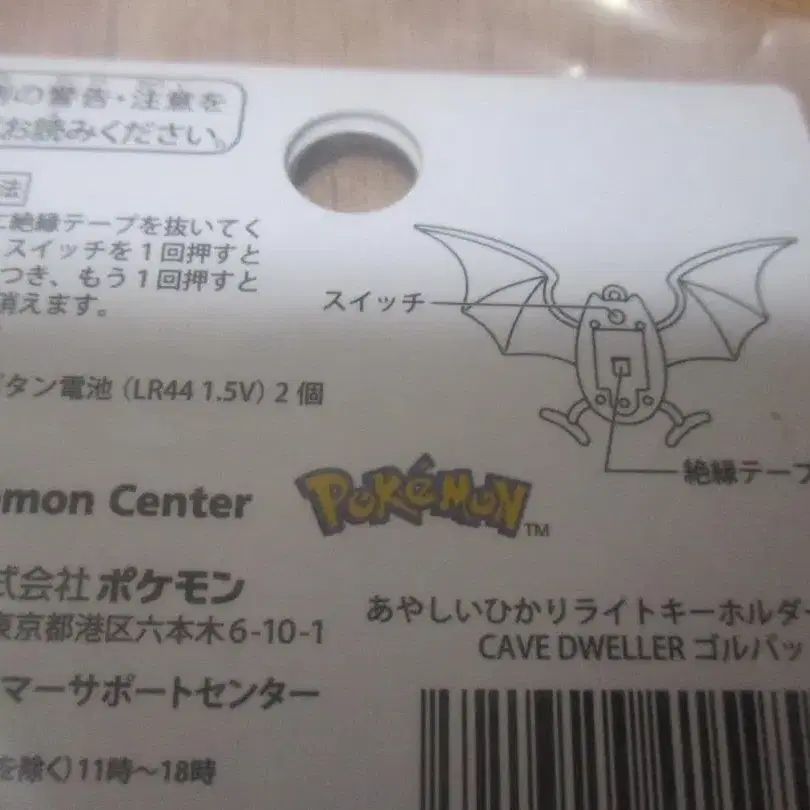 の警告・注意を
お読みください。
法
に絶縁テープを抜いてく
スイッチを1回押すと
つき、もう1回押すと
消えます。
スイッチ
タン電池（LR44 1.5V）2個
絶縁テープ
emon Center
POKéMON TM
式会社 ポケモン
東京都港区六本木6-10-1
あやしいひかりライトキーホルダ
CAVE DWELLER ゴルバッ
マーサポートセンター
を除く)11時～18時